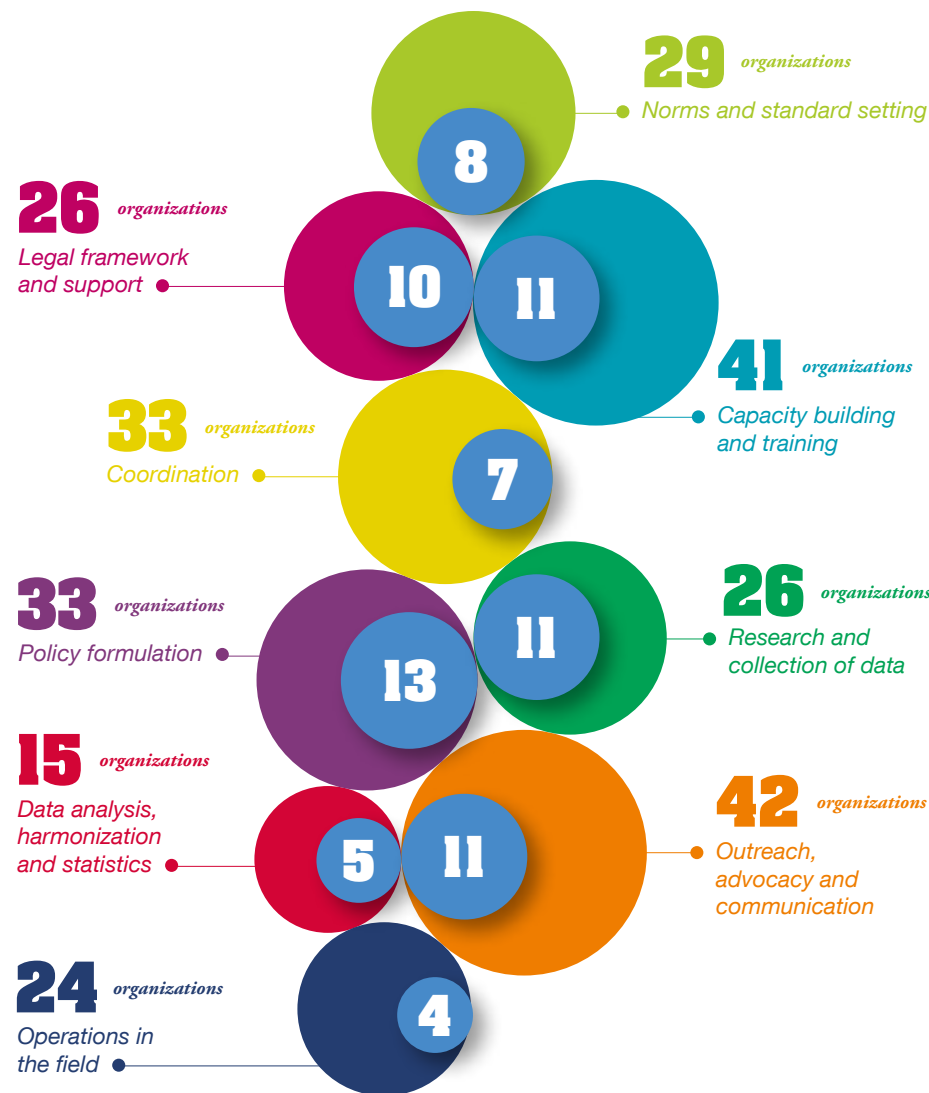 29 organizations
Norms and standard setting
8
26 organizations
Legal framework
and support
10
11
41 organizations
Capacity building
and training
33 organizations
Coordination
7
33 organizations
Policy formulation
13
11
26 organizations
Research and
collection of data
15 organizations
Data analysis,
harmonization
and statistics
5
11
42 organizations
Outreach,
advocacy and
communication
24 organizations
Operations in
the field
4